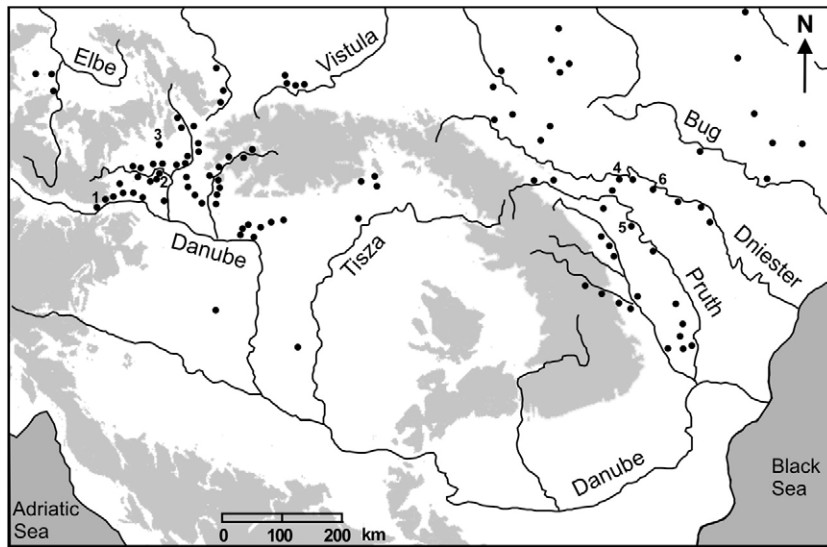 N
Elbe
Vistula
Bug
3
4
6
1
2
5
Danube
Tisza
Pruth
Dniester
Danube
Black
Sea
Adriatic
Sea
0 100 200 km